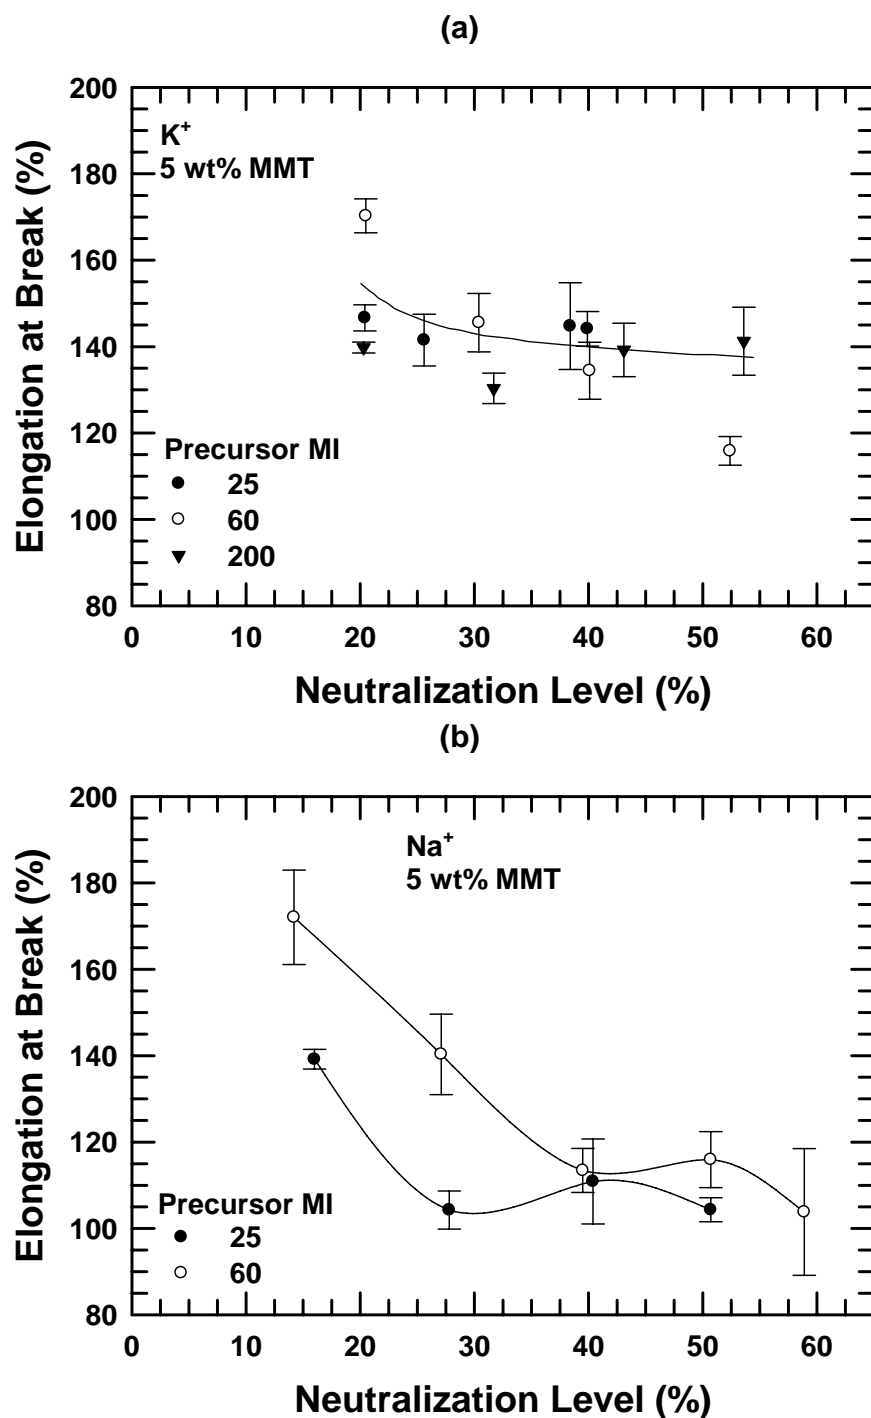 (a)
200
180
160
140
120
100
80
K⁺
5 wt% MMT
Precursor MI
25
60
200
Elongation at Break (%)
0 10 20 30 40 50 60
Neutralization Level (%)
(b)
200
180
160
140
120
100
80
Na⁺
5 wt% MMT
Precursor MI
25
60
Elongation at Break (%)
0 10 20 30 40 50 60
Neutralization Level (%)